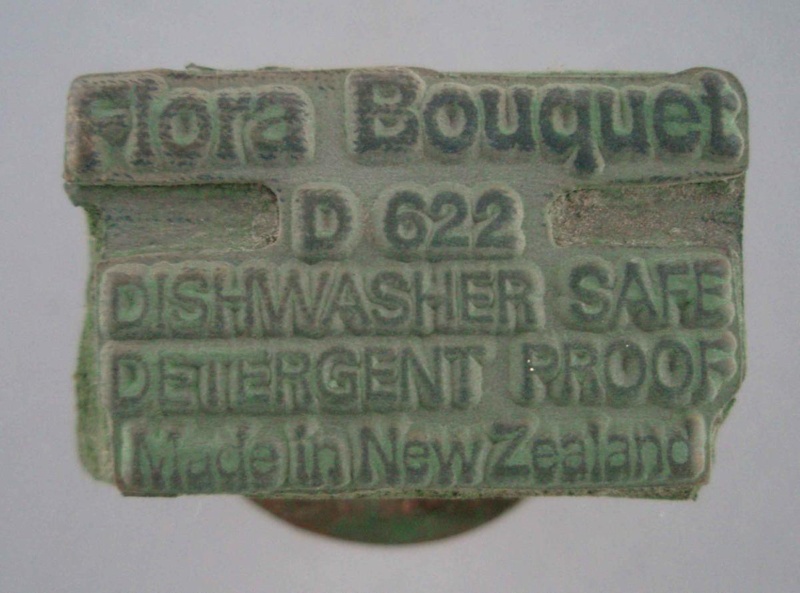 Flora Bouquet
D 622
DISHWASHER SAFE
DETERGENT PROOF
Made in New Zealand